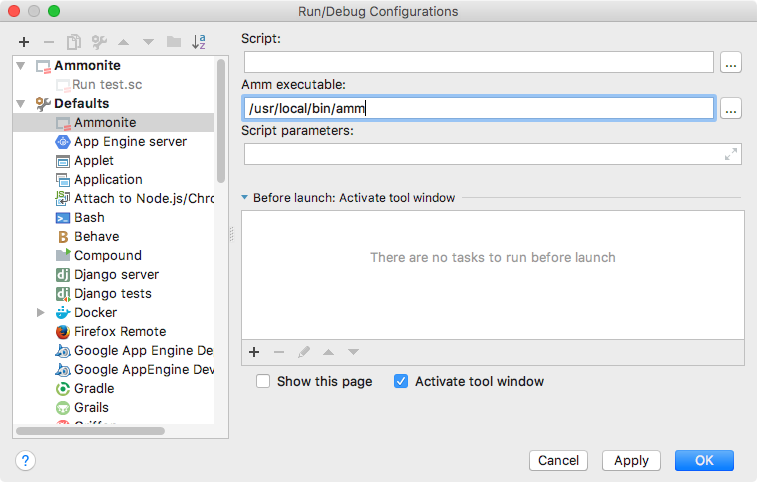 Run/Debug Configurations
Ammonite
Run test.sc
Defaults
Ammonite
App Engine server
Applet
Application
Attach to Node.js/Chro
Bash
Behave
Compound
Django server
Django tests
Docker
Firefox Remote
Google App Engine De
Google AppEngine Dev
Gradle
Grails
Script:
...
Amm executable:
/usr/local/bin/amm
...
Script parameters:
Before launch: Activate tool window
There are no tasks to run before launch
Show this page
Activate tool window
?
Cancel
Apply
OK